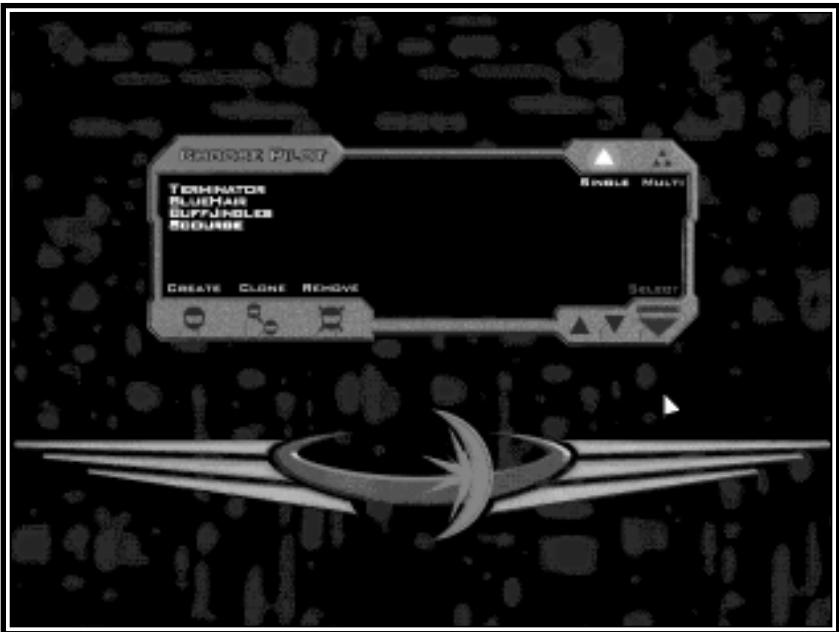 CHOOSE PILOT
SINGLE MULTI
TERMINATOR
BLUEHAIR
BUFFJINGLES
SCOURGE
CREATE CLONE REMOVE
SELECT